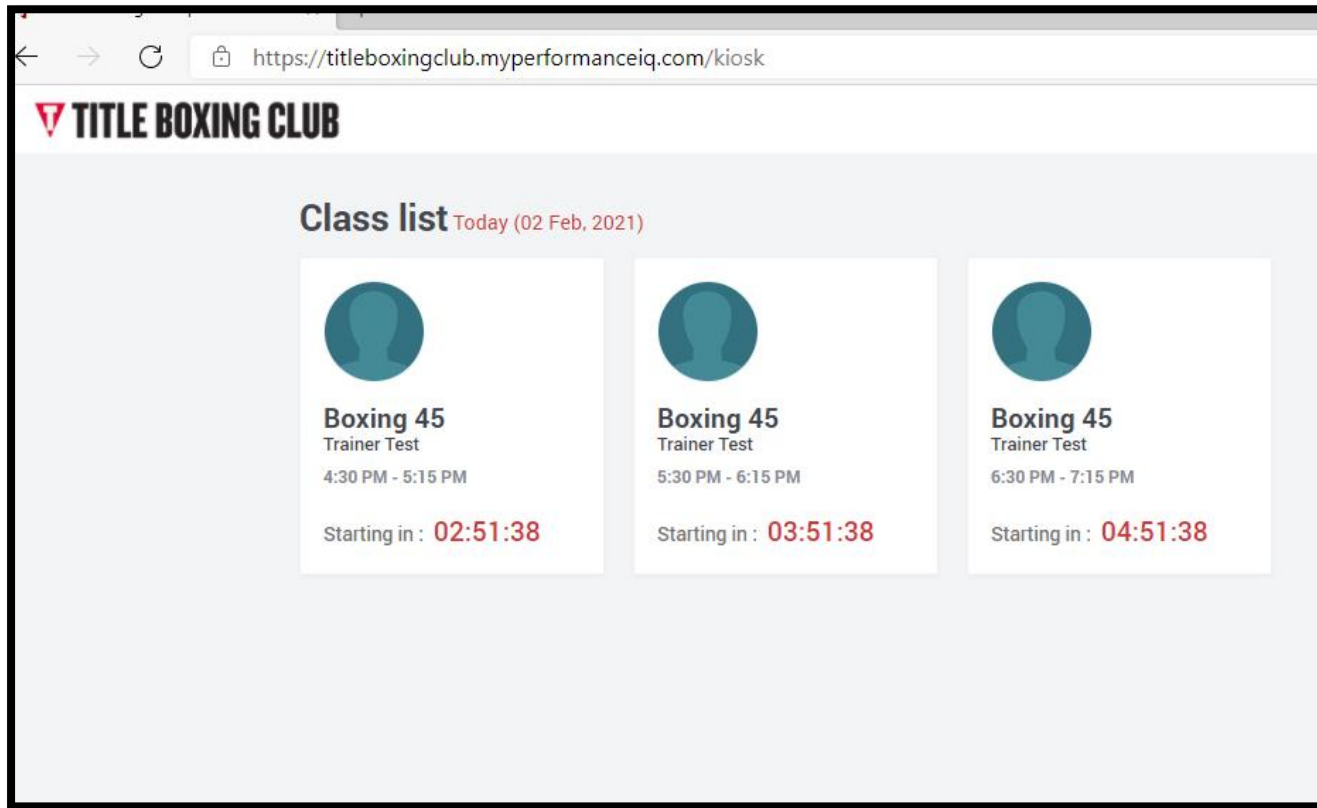 https://titleboxingclub.myperformanceiq.com/kiosk
TITLE BOXING CLUB
Class list Today (02 Feb, 2021)
Boxing 45
Trainer Test
4:30 PM - 5:15 PM
Starting in : 02:51:38
Boxing 45
Trainer Test
5:30 PM - 6:15 PM
Starting in : 03:51:38
Boxing 45
Trainer Test
6:30 PM - 7:15 PM
Starting in : 04:51:38